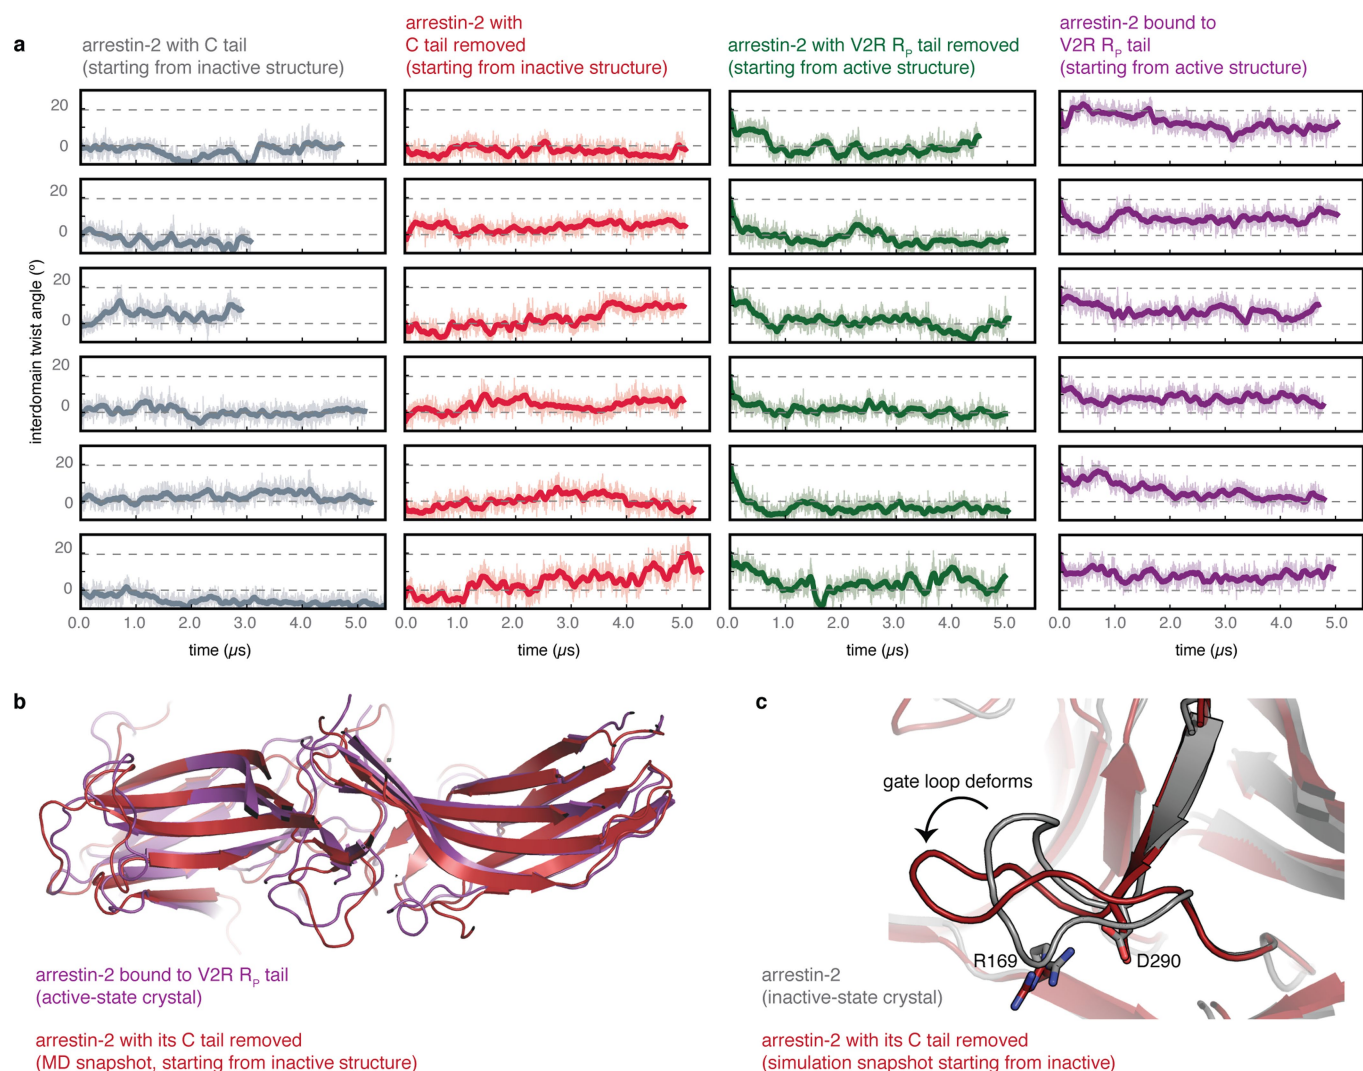 a
arrestin-2 with C tail
(starting from inactive structure)
arrestin-2 with
C tail removed
(starting from inactive structure)
arrestin-2 with V2R Rₚ tail removed
(starting from active structure)
arrestin-2 bound to
V2R Rₚ tail
(starting from active structure)
interdomain twist angle (°)
20
0
20
0
20
0
20
0
20
0
20
0
0.0 1.0 2.0 3.0 4.0 5.0
0.0 1.0 2.0 3.0 4.0 5.0
0.0 1.0 2.0 3.0 4.0 5.0
0.0 1.0 2.0 3.0 4.0 5.0
time (µs)
time (µs)
time (µs)
time (µs)
b
arrestin-2 bound to V2R Rₚ tail
(active-state crystal)
arrestin-2 with its C tail removed
(MD snapshot, starting from inactive structure)
c
gate loop deforms
R169
D290
arrestin-2
(inactive-state crystal)
arrestin-2 with its C tail removed
(simulation snapshot starting from inactive)